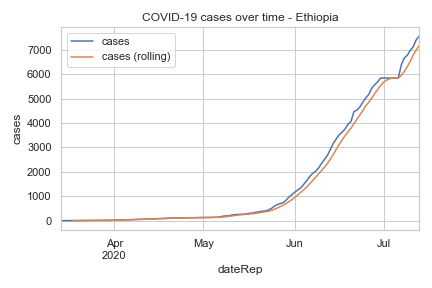 COVID-19 cases over time - Ethiopia
cases
cases (rolling)
7000
6000
5000
4000
3000
2000
1000
0
cases
Apr
2020
May
Jun
Jul
dateRep